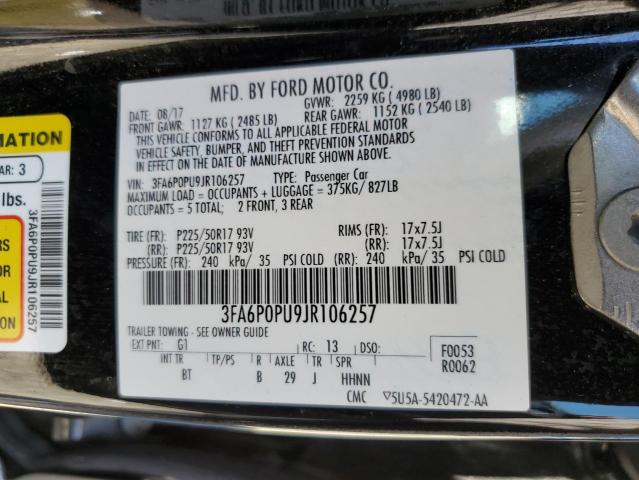 MFD. BY FORD MOTOR CO.
DATE: 08/17 GVWR: 2259 KG ( 4980 LB)
FRONT GAWR: 1127 KG ( 2485 LB) REAR GAWR: 1152 KG ( 2540 LB)
THIS VEHICLE CONFORMS TO ALL APPLICABLE FEDERAL MOTOR
VEHICLE SAFETY, BUMPER, AND THEFT PREVENTION STANDARDS
IN EFFECT ON THE DATE OF MANUFACTURE SHOWN ABOVE.
VIN: 3FA6P0PU9JR106257 TYPE: Passenger Car
MAXIMUM LOAD = OCCUPANTS + LUGGAGE = 375KG/ 827LB
OCCUPANTS = 5 TOTAL; 2 FRONT, 3 REAR
TIRE (FR): P225/50R17 93V RIMS (FR): 17x7.5J
(RR): P225/50R17 93V (RR): 17x7.5J
PRESSURE (FR): 240 kPa/ 35 PSI COLD (RR): 240 kPa/ 35 PSI COLD
3FA6P0PU9JR106257
TRAILER TOWING - SEE OWNER GUIDE
EXT PNT: G1 RC: 13 DSO: F0053
R0062
INT TR TP/PS R AXLE TR SPR
BT B 29 J HHNN
CMC ▽5U5A-5420472-AA
MATION
AR: 3
lbs.
RS
OR
R
3FA6P0PU9JR106257